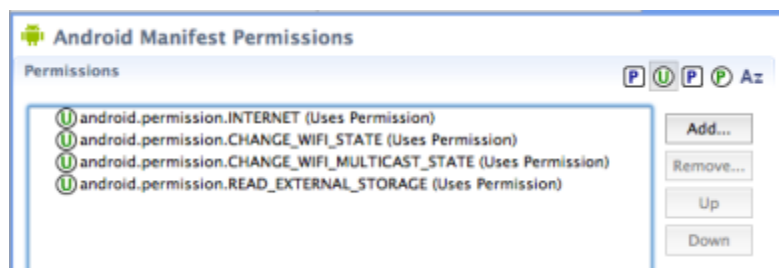 Android Manifest Permissions
Permissions
P U P P Az
U android.permission.INTERNET (Uses Permission)
U android.permission.CHANGE_WIFI_STATE (Uses Permission)
U android.permission.CHANGE_WIFI_MULTICAST_STATE (Uses Permission)
U android.permission.READ_EXTERNAL_STORAGE (Uses Permission)
Add...
Remove...
Up
Down